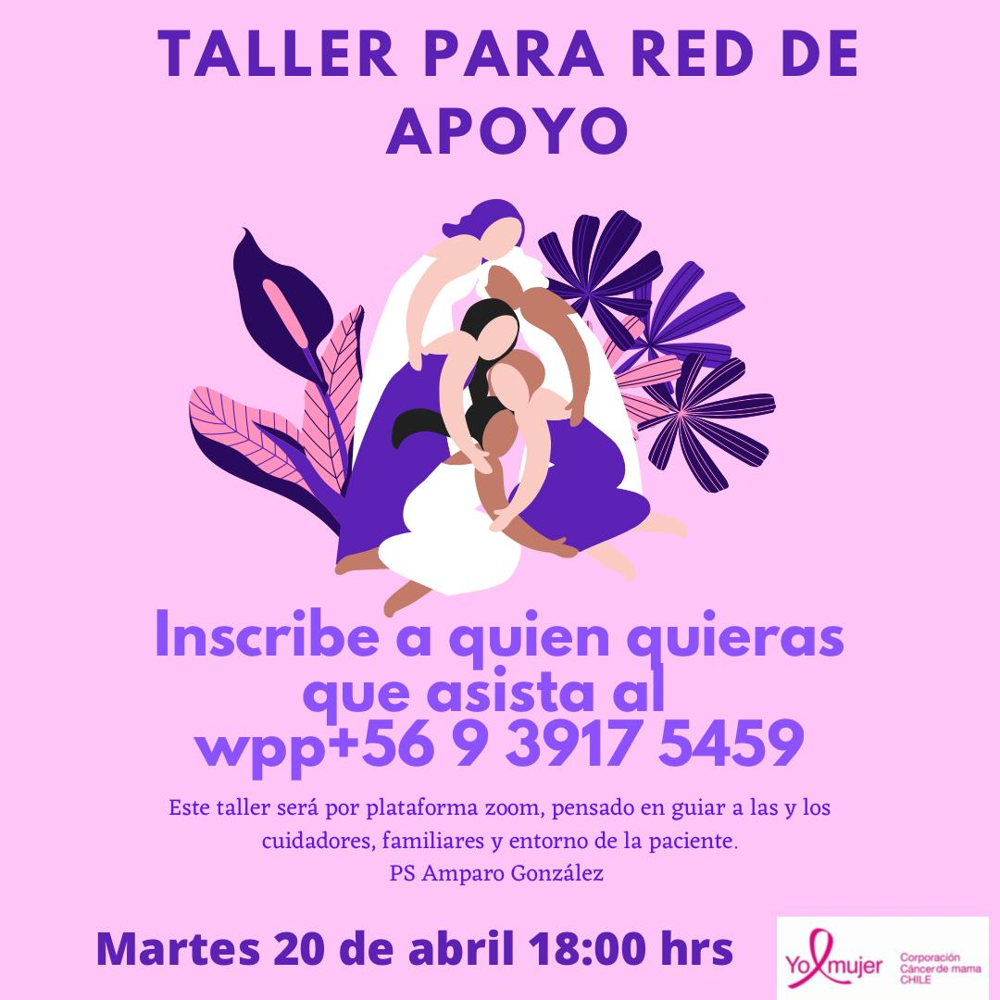 TALLER PARA RED DE
APOYO
Inscribe a quien quieras
que asista al
wpp+56 9 3917 5459
Este taller será por plataforma zoom, pensado en guiar a las y los
cuidadores, familiares y entorno de la paciente.
PS Amparo González
Martes 20 de abril 18:00 hrs
Yo mujer
Corporación
Cáncer de mama
CHILE